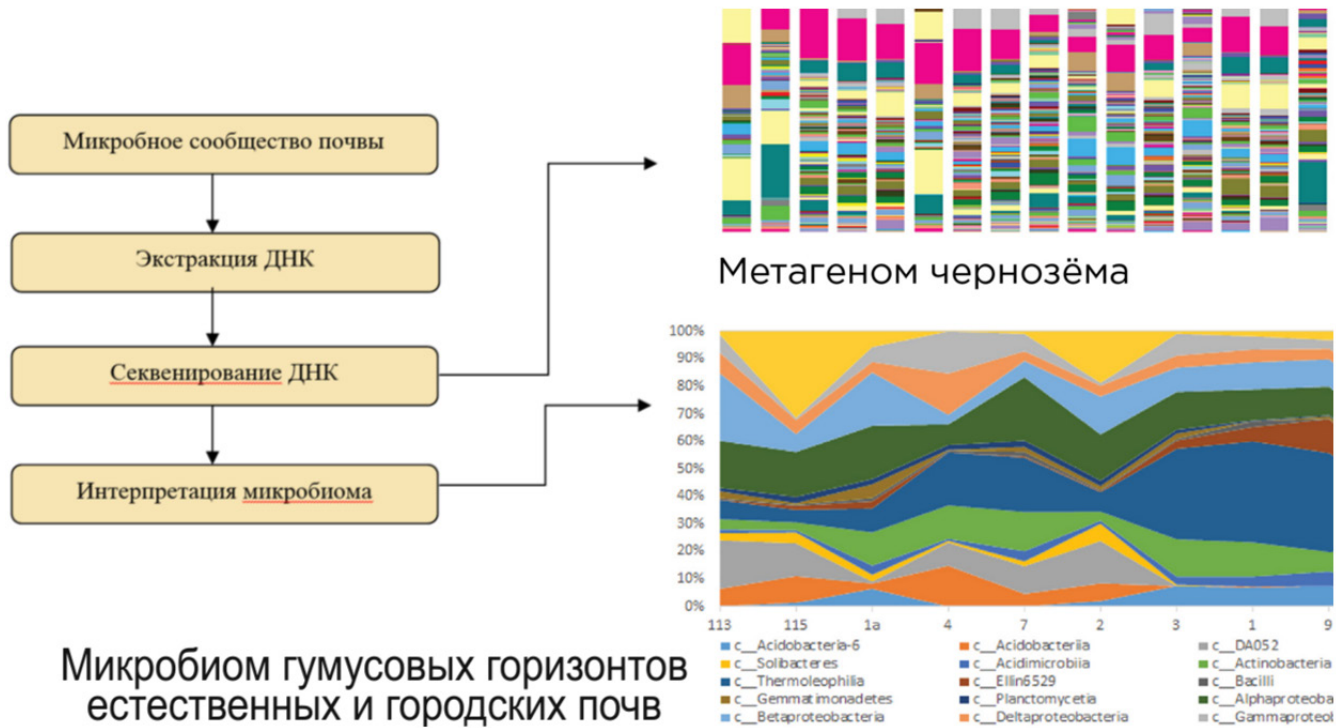 Микробное сообщество почвы
Экстракция ДНК
Секвенирование ДНК
Интерпретация микробиома
Микробиом гумусовых горизонтов
естественных и городских почв
Метагеном чернозёма
100%
90%
80%
70%
60%
50%
40%
30%
20%
10%
0%
113 115 1a 4 7 2 3 1 9
c__Acidobacteria-6 c__Acidobacteriia c__DA052
c__Solibacteres c__Acidimicrobiia c__Actinobacteria
c__Thermoleophilia c__Ellin6529 c__Bacilli
c__Gemmatimonadetes c__Planctomycetia c__Alphaproteoba
c__Betaproteobacteria c__Deltaproteobacteria c__Gammaproteo